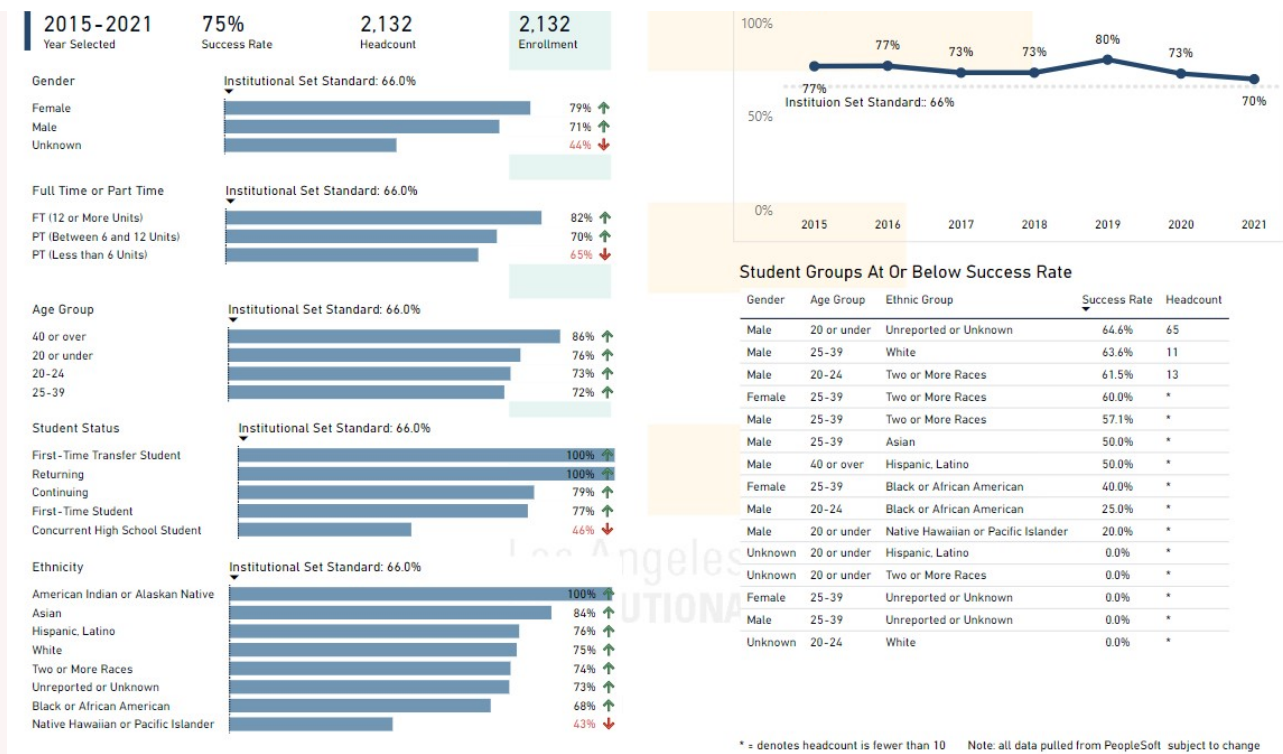 2015-2021 75% 2,132 2,132
Year Selected Success Rate Headcount Enrollment
Gender Institutional Set Standard: 66.0%
Female 79%
Male 71%
Unknown 44%
Full Time or Part Time Institutional Set Standard: 66.0%
FT (12 or More Units) 82%
PT (Between 6 and 12 Units) 70%
PT (Less than 6 Units) 65%
Age Group Institutional Set Standard: 66.0%
40 or over 86%
20 or under 76%
20-24 73%
25-39 72%
Student Status Institutional Set Standard: 66.0%
First-Time Transfer Student 100%
Returning 100%
Continuing 79%
First-Time Student 77%
Concurrent High School Student 46%
Ethnicity Institutional Set Standard: 66.0%
American Indian or Alaskan Native 100%
Asian 84%
Hispanic, Latino 76%
White 75%
Two or More Races 74%
Unreported or Unknown 73%
Black or African American 68%
Native Hawaiian or Pacific Islander 43%
100%
77% 77% 73% 73% 80% 73% 70%
Instituion Set Standard:: 66%
50%
0%
2015 2016 2017 2018 2019 2020 2021
Student Groups At Or Below Success Rate
Gender Age Group Ethnic Group Success Rate Headcount
Male 20 or under Unreported or Unknown 64.6% 65
Male 25-39 White 63.6% 11
Male 20-24 Two or More Races 61.5% 13
Female 25-39 Two or More Races 60.0% *
Male 25-39 Two or More Races 57.1% *
Male 25-39 Asian 50.0% *
Male 40 or over Hispanic, Latino 50.0% *
Female 25-39 Black or African American 40.0% *
Male 20-24 Black or African American 25.0% *
Male 20 or under Native Hawaiian or Pacific Islander 20.0% *
Unknown 20 or under Hispanic, Latino 0.0% *
Unknown 20 or under Two or More Races 0.0% *
Female 25-39 Unreported or Unknown 0.0% *
Male 25-39 Unreported or Unknown 0.0% *
Unknown 20-24 White 0.0% *
* = denotes headcount is fewer than 10 Note: all data pulled from PeopleSoft subject to change